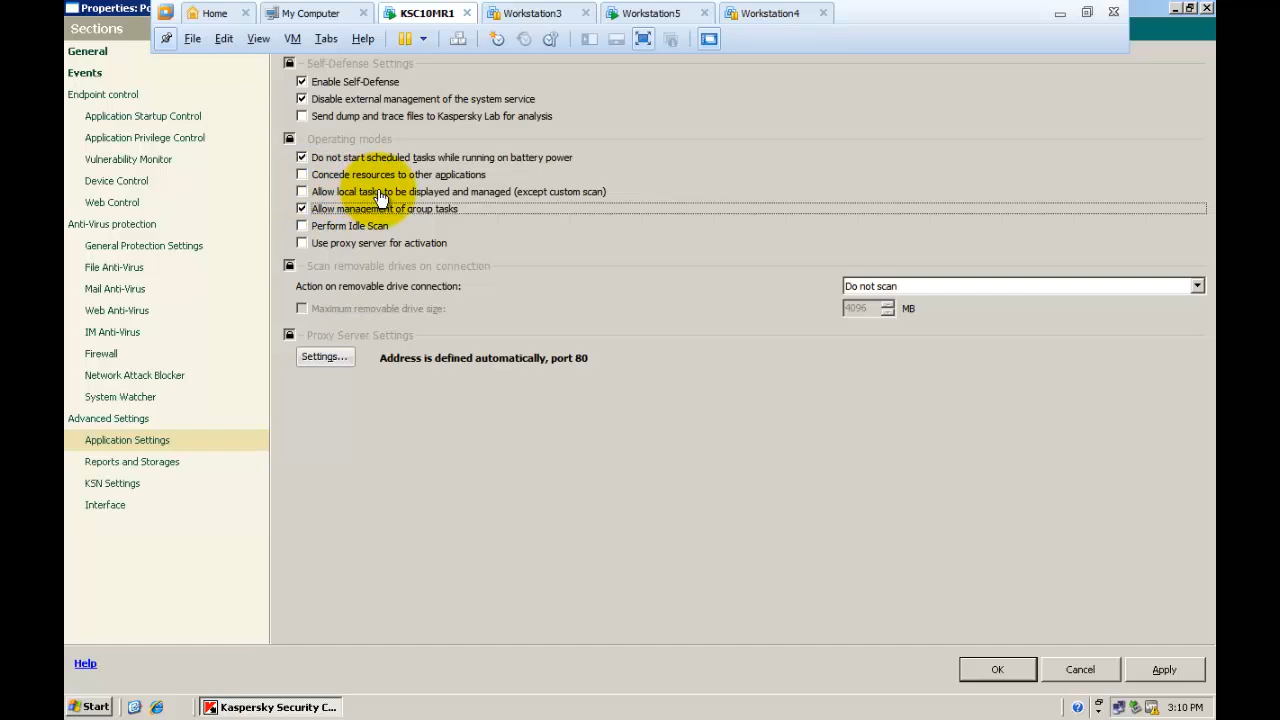 Properties: Po
Home
My Computer
KSC10MR1
Workstation3
Workstation5
Workstation4
File
Edit
View
VM
Tabs
Help
Sections
General
Events
Endpoint control
Application Startup Control
Application Privilege Control
Vulnerability Monitor
Device Control
Web Control
Anti-Virus protection
General Protection Settings
File Anti-Virus
Mail Anti-Virus
Web Anti-Virus
IM Anti-Virus
Firewall
Network Attack Blocker
System Watcher
Advanced Settings
Application Settings
Reports and Storages
KSN Settings
Interface
Self-Defense Settings
Enable Self-Defense
Disable external management of the system service
Send dump and trace files to Kaspersky Lab for analysis
Operating modes
Do not start scheduled tasks while running on battery power
Concede resources to other applications
Allow local tasks to be displayed and managed (except custom scan)
Allow management of group tasks
Perform Idle Scan
Use proxy server for activation
Scan removable drives on connection
Action on removable drive connection:
Do not scan
Maximum removable drive size:
4096
MB
Proxy Server Settings
Settings...
Address is defined automatically, port 80
Help
OK
Cancel
Apply
Start
Kaspersky Security C...
3:10 PM